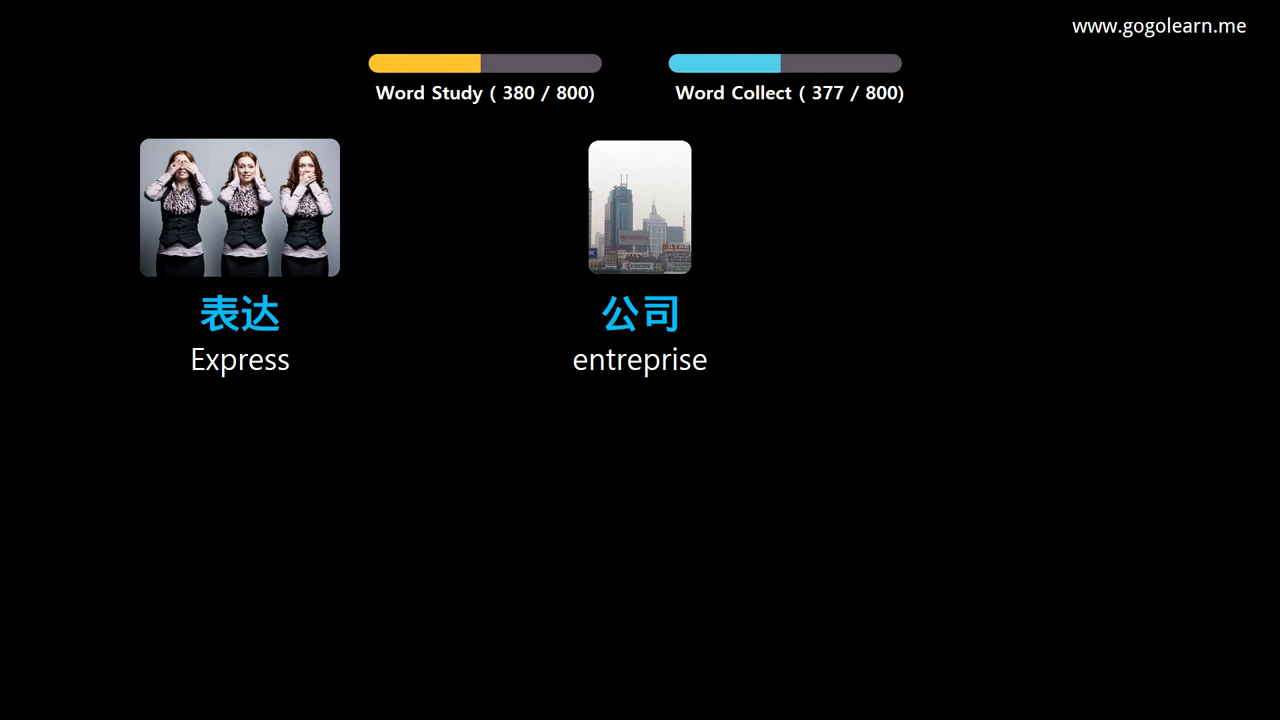 www.gogolearn.me
Word Study ( 380 / 800)
Word Collect ( 377 / 800)
表达
Express
公司
entreprise